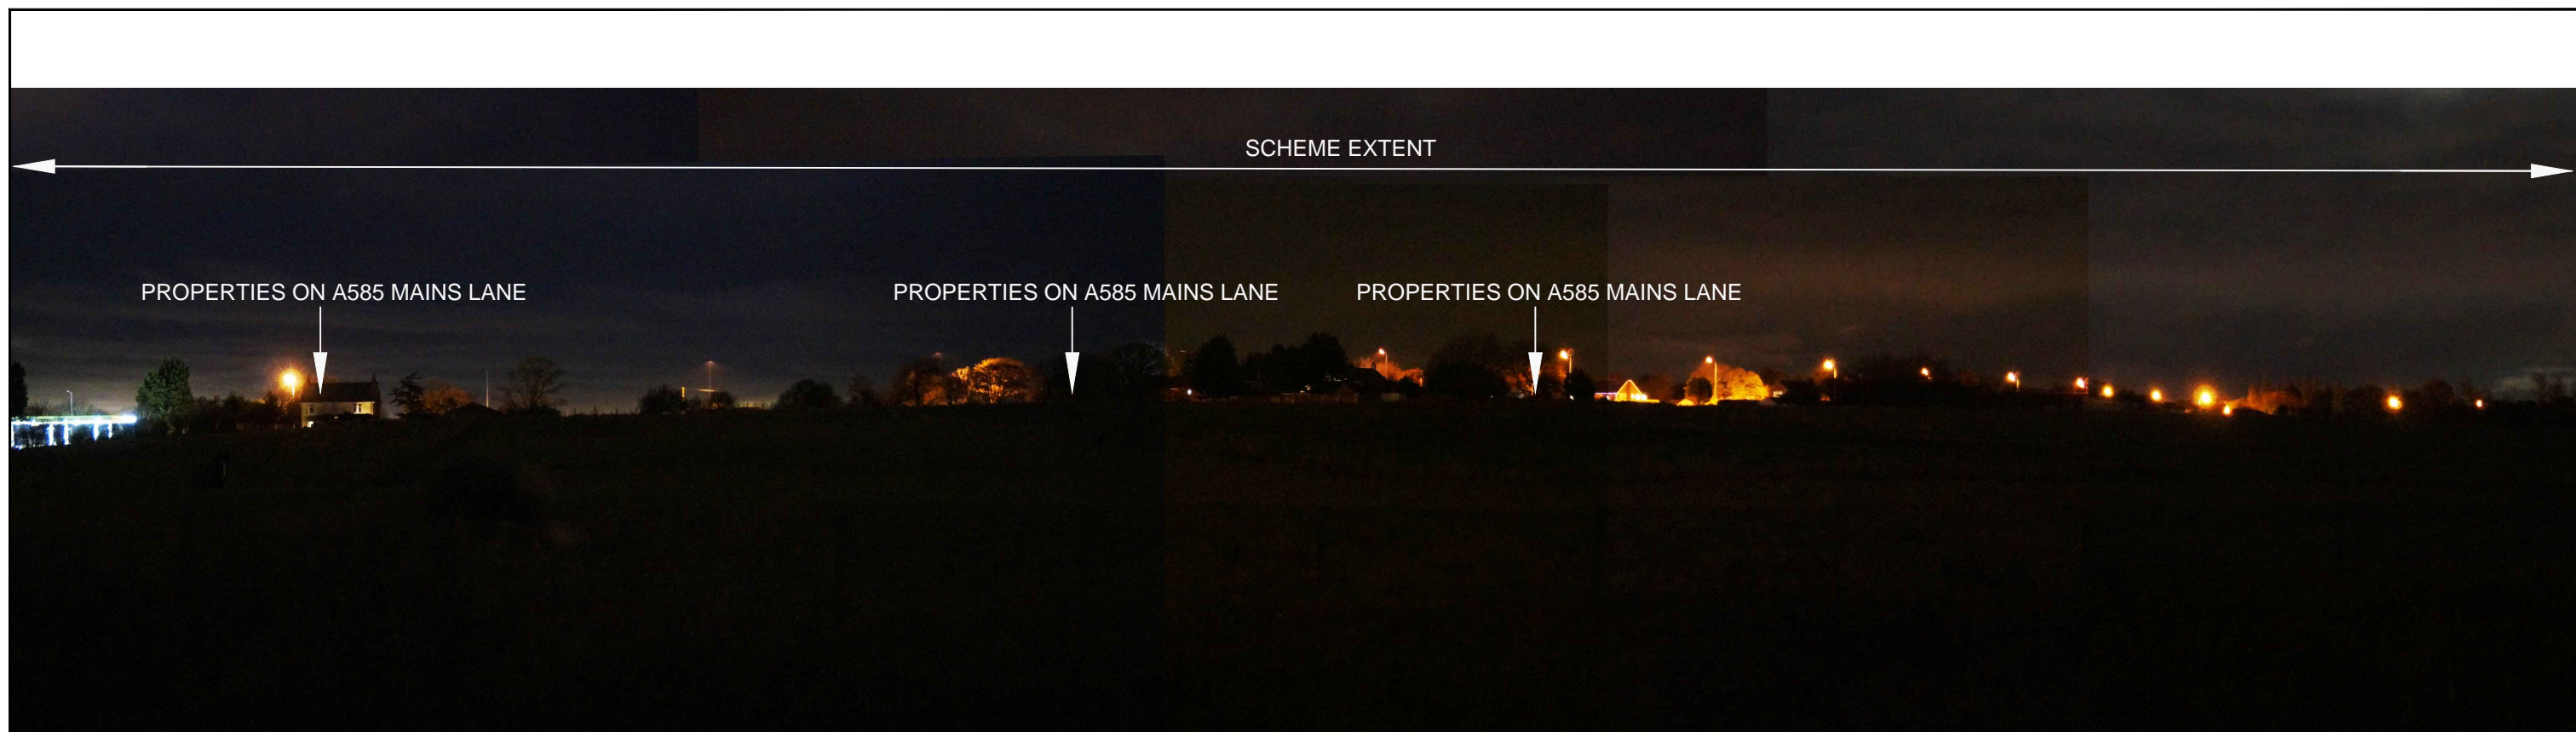 SCHEME EXTENT
PROPERTIES ON A585 MAINS LANE
PROPERTIES ON A585 MAINS LANE
PROPERTIES ON A585 MAINS LANE